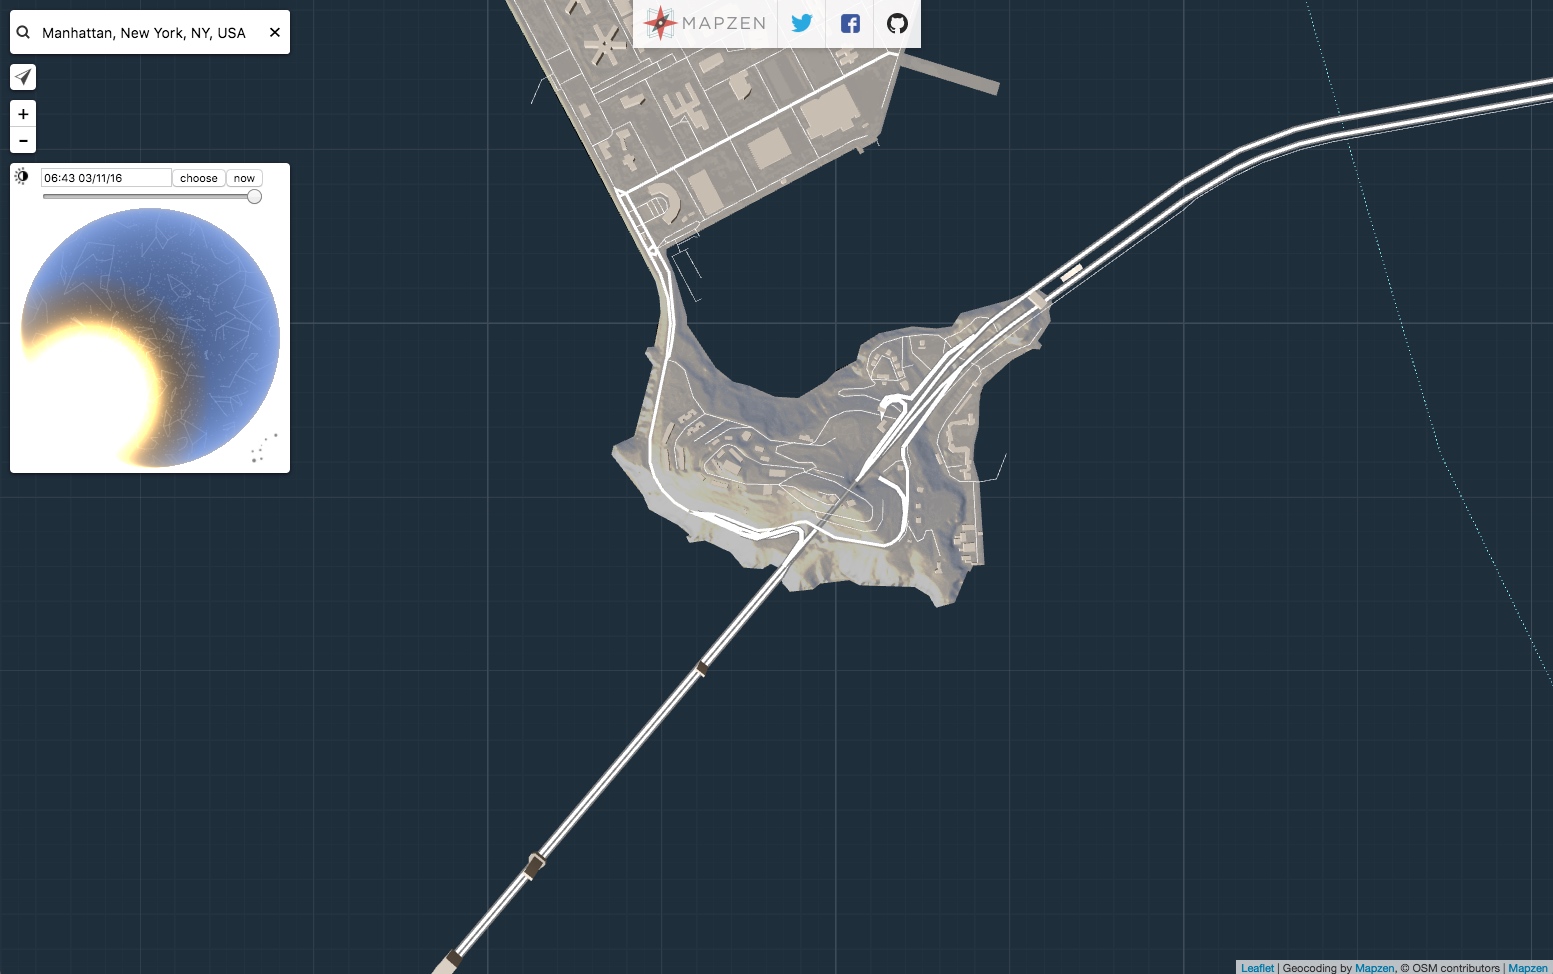 Manhattan, New York, NY, USA ×
MAPZEN
+
-
06:43 03/11/16 choose now
Leaflet | Geocoding by Mapzen, © OSM contributors | Mapzen